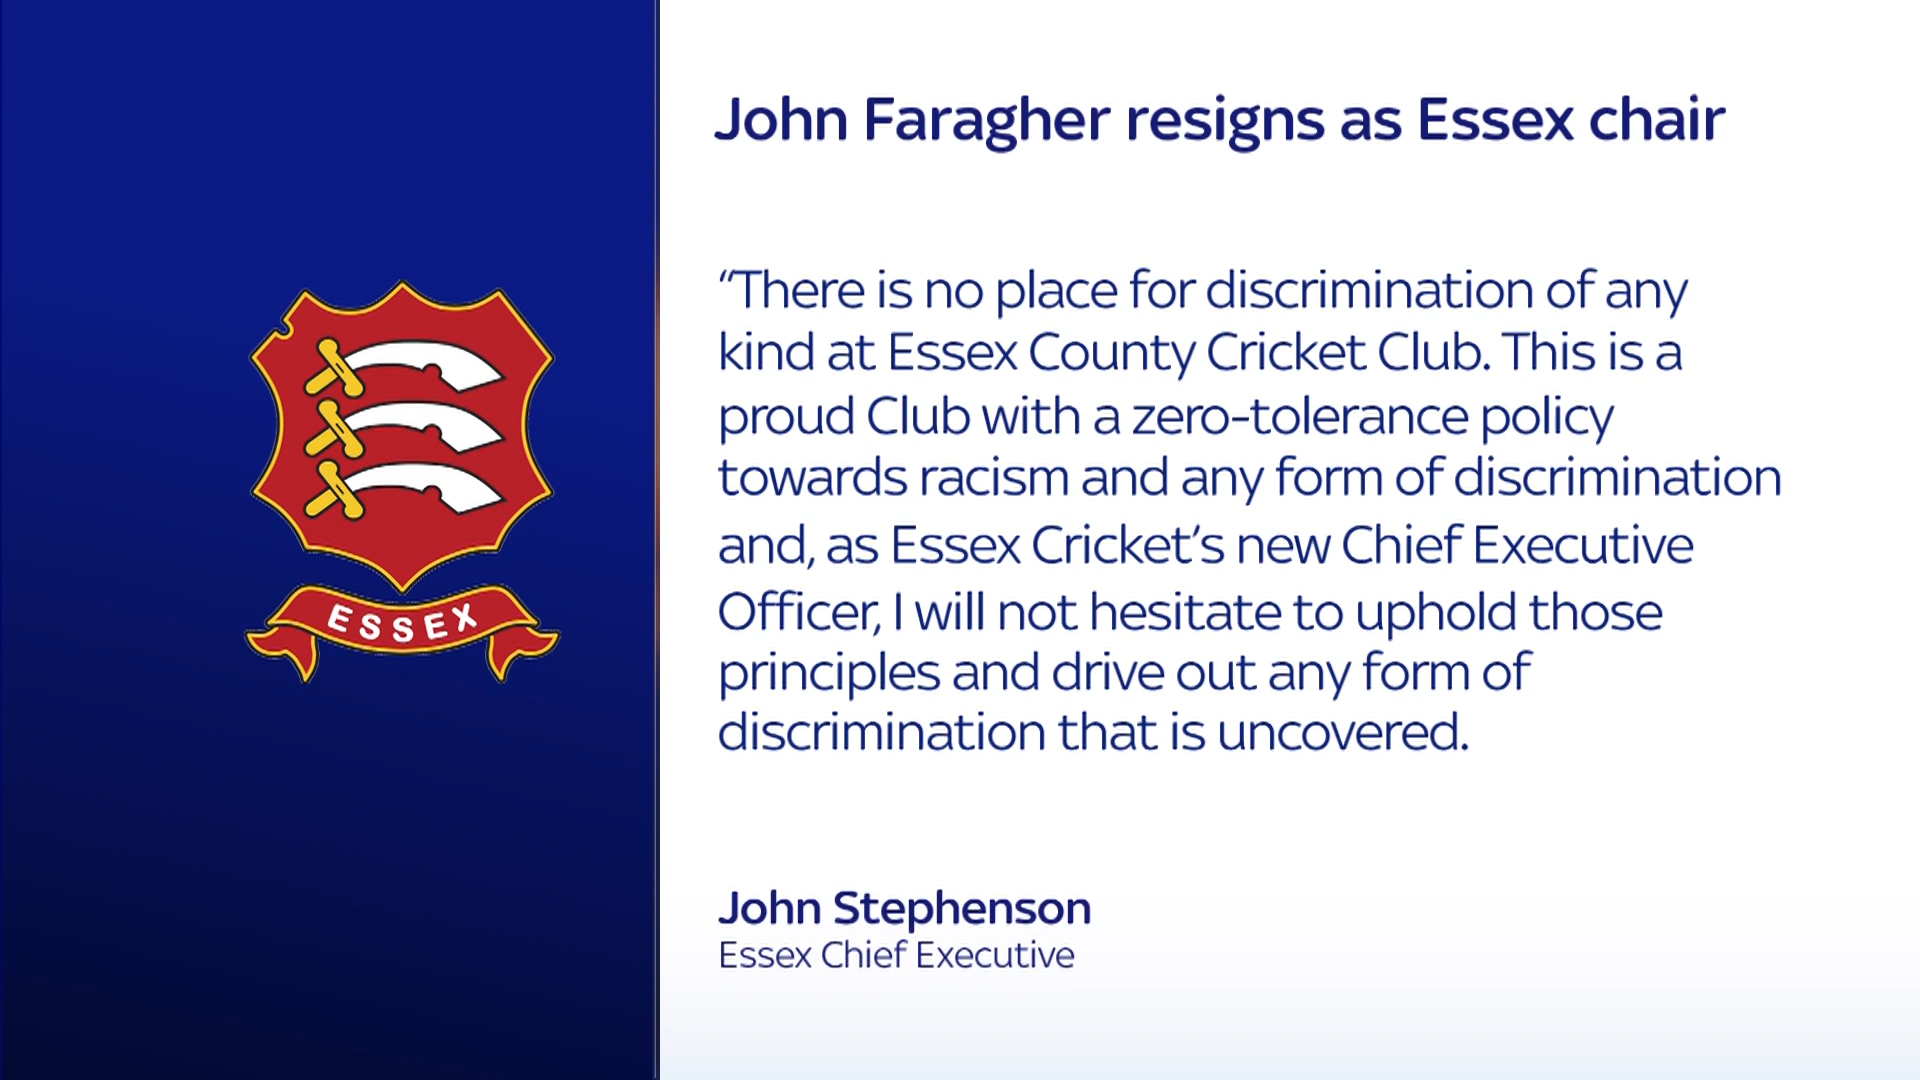 John Faragher resigns as Essex chair
“There is no place for discrimination of any
kind at Essex County Cricket Club. This is a
proud Club with a zero-tolerance policy
towards racism and any form of discrimination
and, as Essex Cricket’s new Chief Executive
Officer, I will not hesitate to uphold those
principles and drive out any form of
discrimination that is uncovered.
John Stephenson
Essex Chief Executive
ESSEX